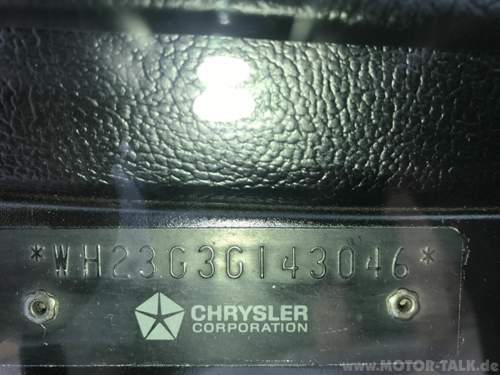 *WH23G3G143046*
CHRYSLER
CORPORATION
www.MOTOR-TALK.de